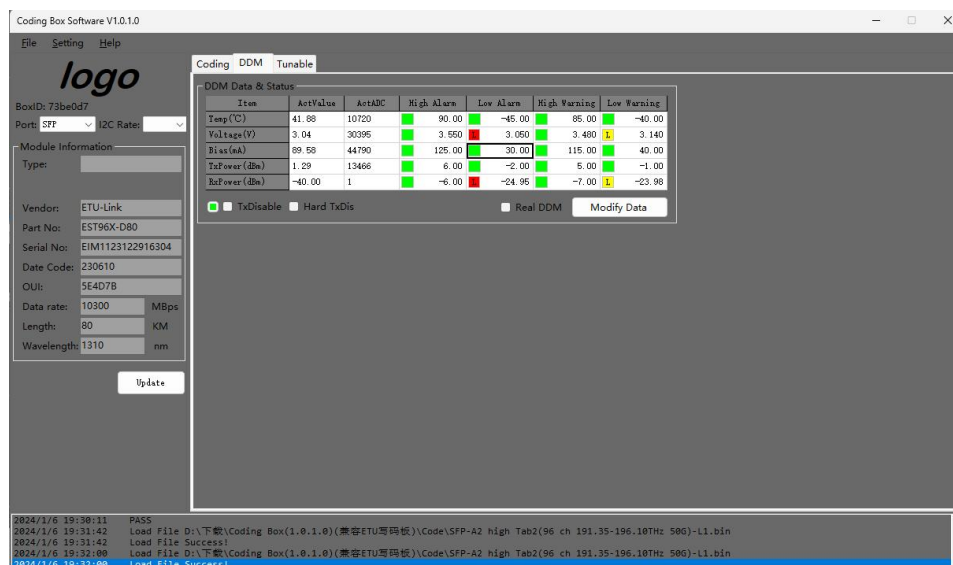 Coding Box Software V1.0.1.0
File Setting Help
logo
BoxID: 73be0d7
Port: SFP I2C Rate:
Module Information
Type:
Vendor: ETU-Link
Part No: EST96X-D80
Serial No: EIM1123122916304
Date Code: 230610
OUI: 5E4D7B
Data rate: 10300 MBps
Length: 80 KM
Wavelength: 1310 nm
Update
Coding DDM Tunable
DDM Data & Status
Item ActValue ActADC High Alarm Low Alarm High Warning Low Warning
Temp(℃) 41.88 10720 90.00 -45.00 85.00 -40.00
Voltage(V) 3.04 30395 3.550 L 3.050 3.480 L 3.140
Bias(mA) 89.58 44790 125.00 30.00 115.00 40.00
TxPower(dBm) 1.29 13466 6.00 -2.00 5.00 -1.00
RxPower(dBm) -40.00 1 -6.00 L -24.95 -7.00 L -23.98
TxDisable Hard TxDis Real DDM Modify Data
2024/1/6 19:30:11 PASS
2024/1/6 19:31:42 Load File D:\下载\Coding Box(1.0.1.0)(兼容ETU写码板)\Code\SFP-A2 high Tab2(96 ch 191.35-196.10THz 50G)-L1.bin
2024/1/6 19:31:42 Load File Success!
2024/1/6 19:32:00 Load File D:\下载\Coding Box(1.0.1.0)(兼容ETU写码板)\Code\SFP-A2 high Tab2(96 ch 191.35-196.10THz 50G)-L1.bin
2024/1/6 19:32:00 Load File Success!